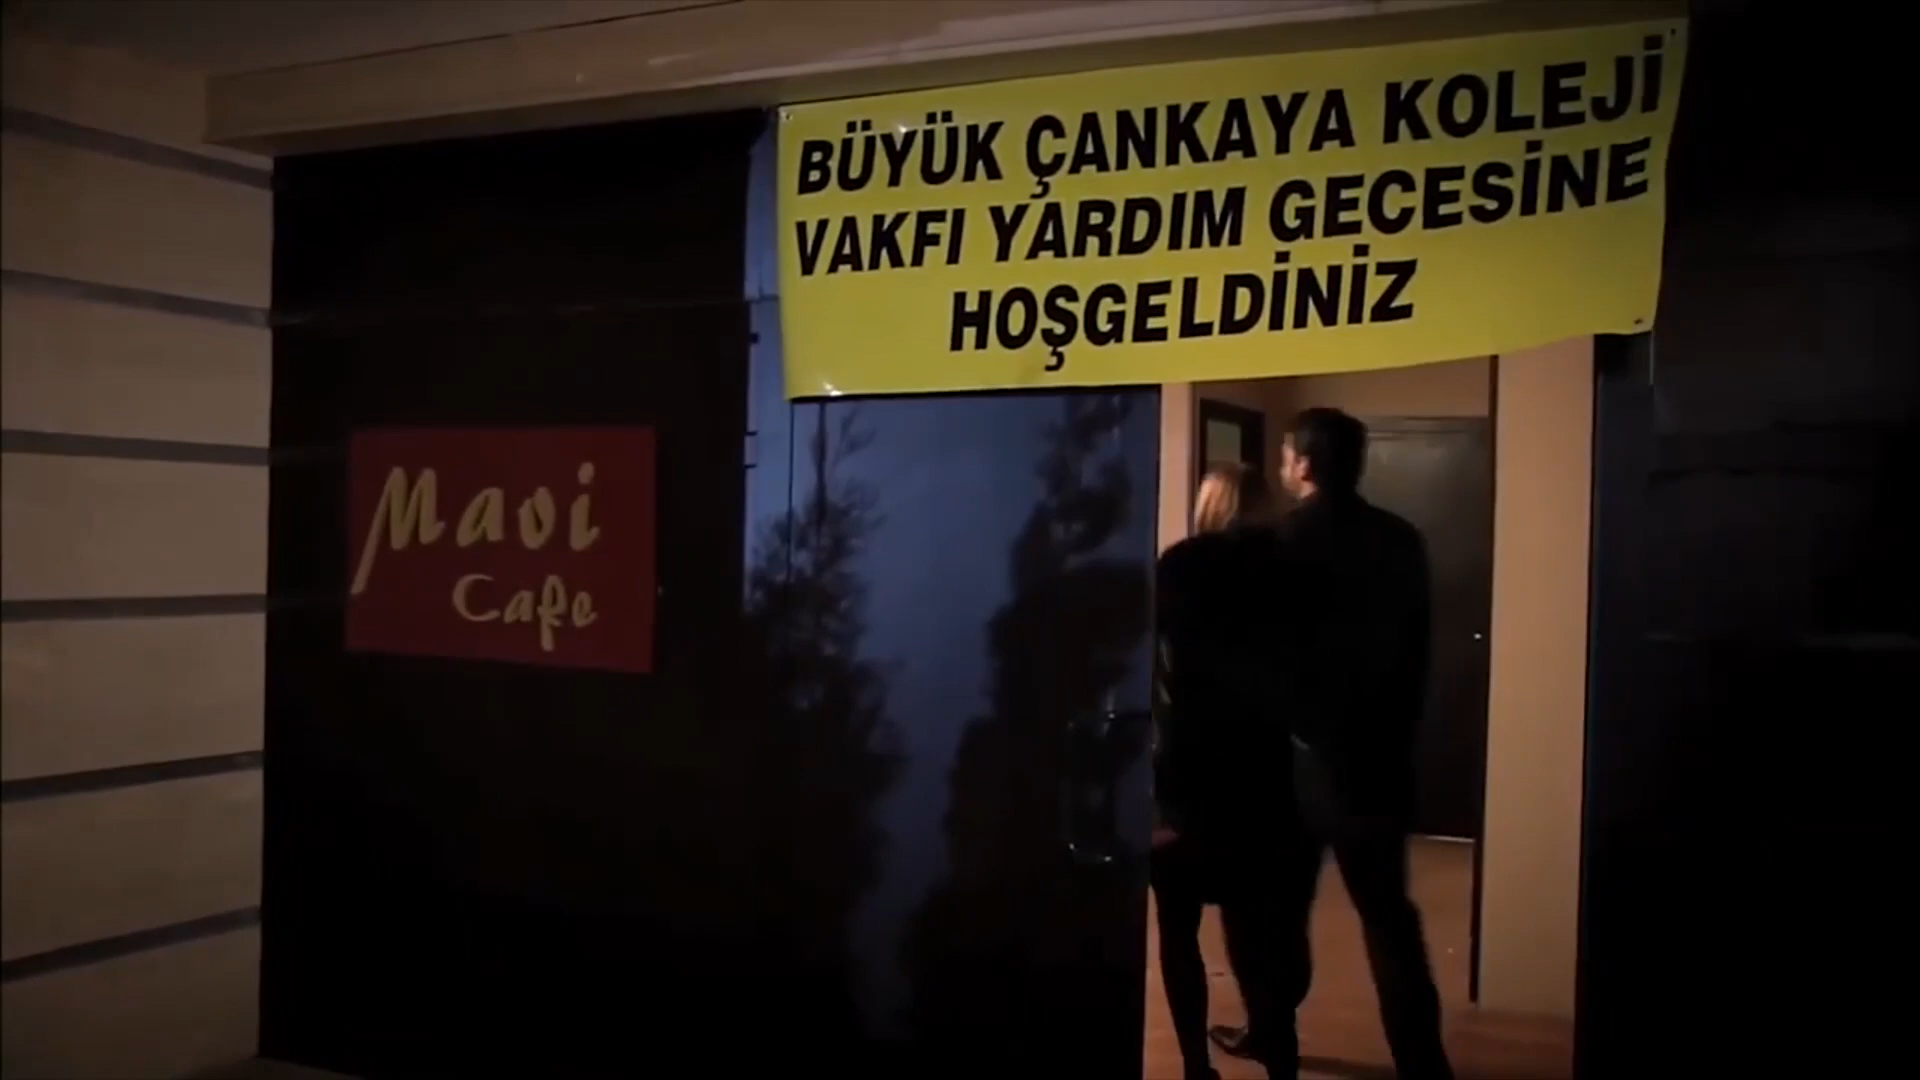 BÜYÜK ÇANKAYA KOLEJİ
VAKFI YARDIM GECESİNE
HOŞGELDİNİZ
Mavi
Cafe